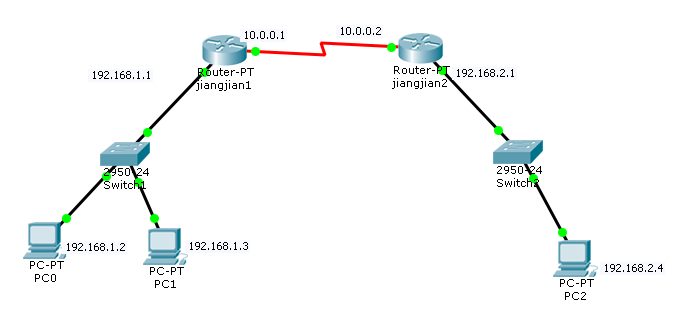 10.0.0.1
10.0.0.2
Router-PT
jiangjian1
Router-PT
jiangjian2
192.168.1.1
192.168.2.1
2950-24
Switch1
2950-24
Switch2
192.168.1.2
192.168.1.3
PC-PT
PC0
PC-PT
PC1
192.168.2.4
PC-PT
PC2